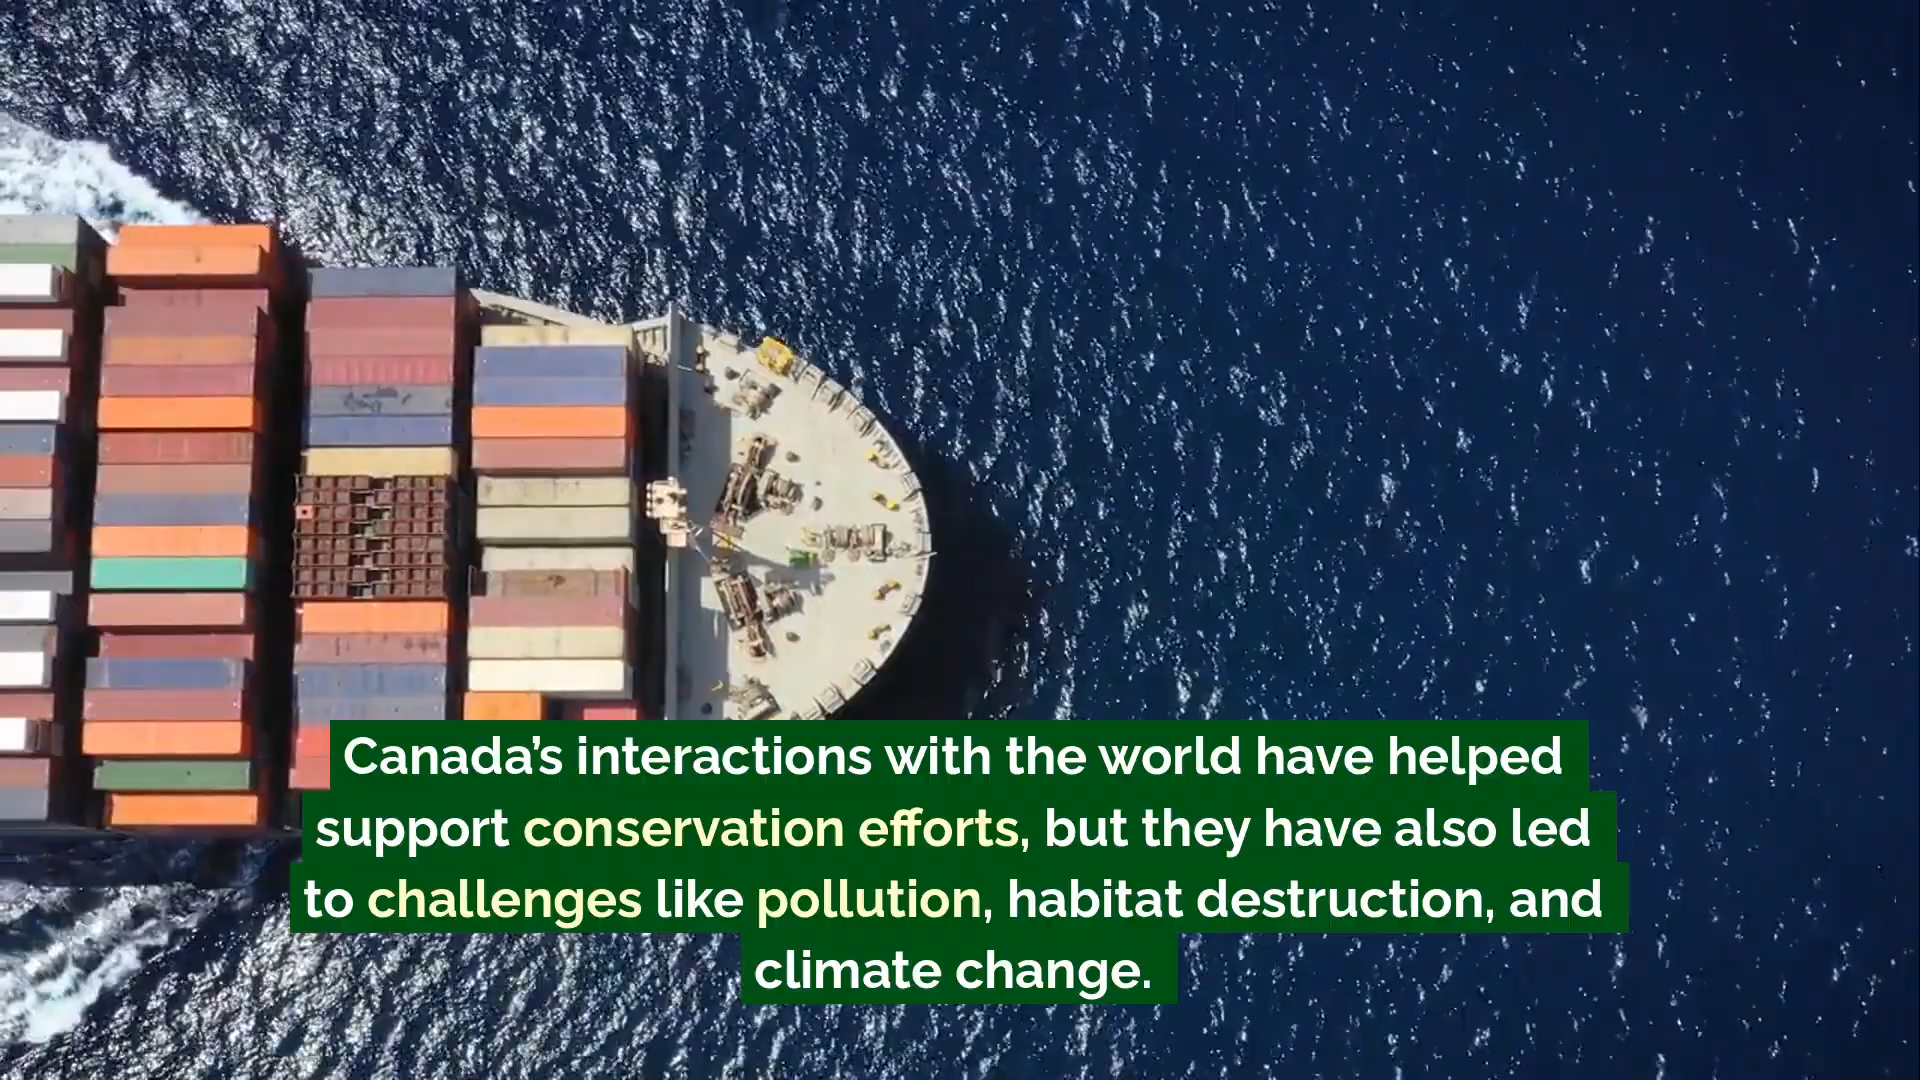 Canada’s interactions with the world have helped
support conservation efforts, but they have also led
to challenges like pollution, habitat destruction, and
climate change.